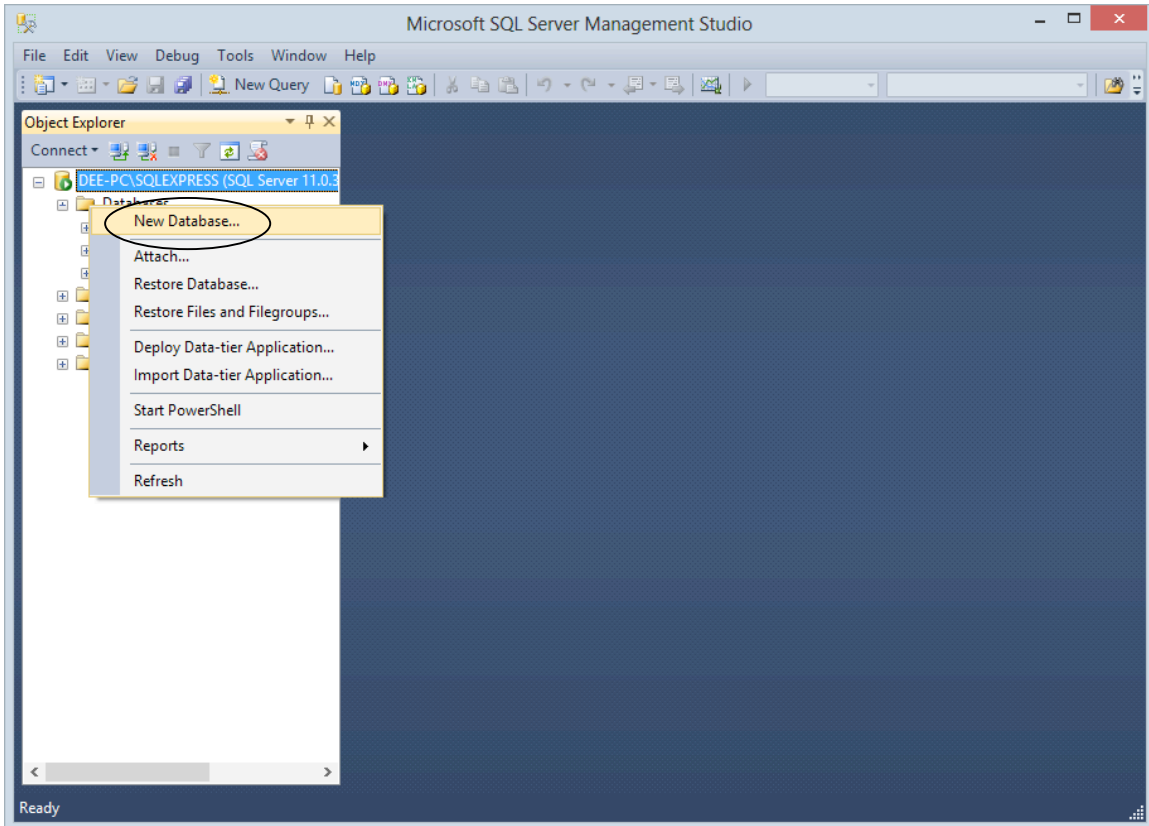 Microsoft SQL Server Management Studio
File Edit View Debug Tools Window Help
New Query
Object Explorer
Connect
DEE-PC\SQLEXPRESS (SQL Server 11.0.3
Databases
New Database...
Attach...
Restore Database...
Restore Files and Filegroups...
Deploy Data-tier Application...
Import Data-tier Application...
Start PowerShell
Reports
Refresh
Ready